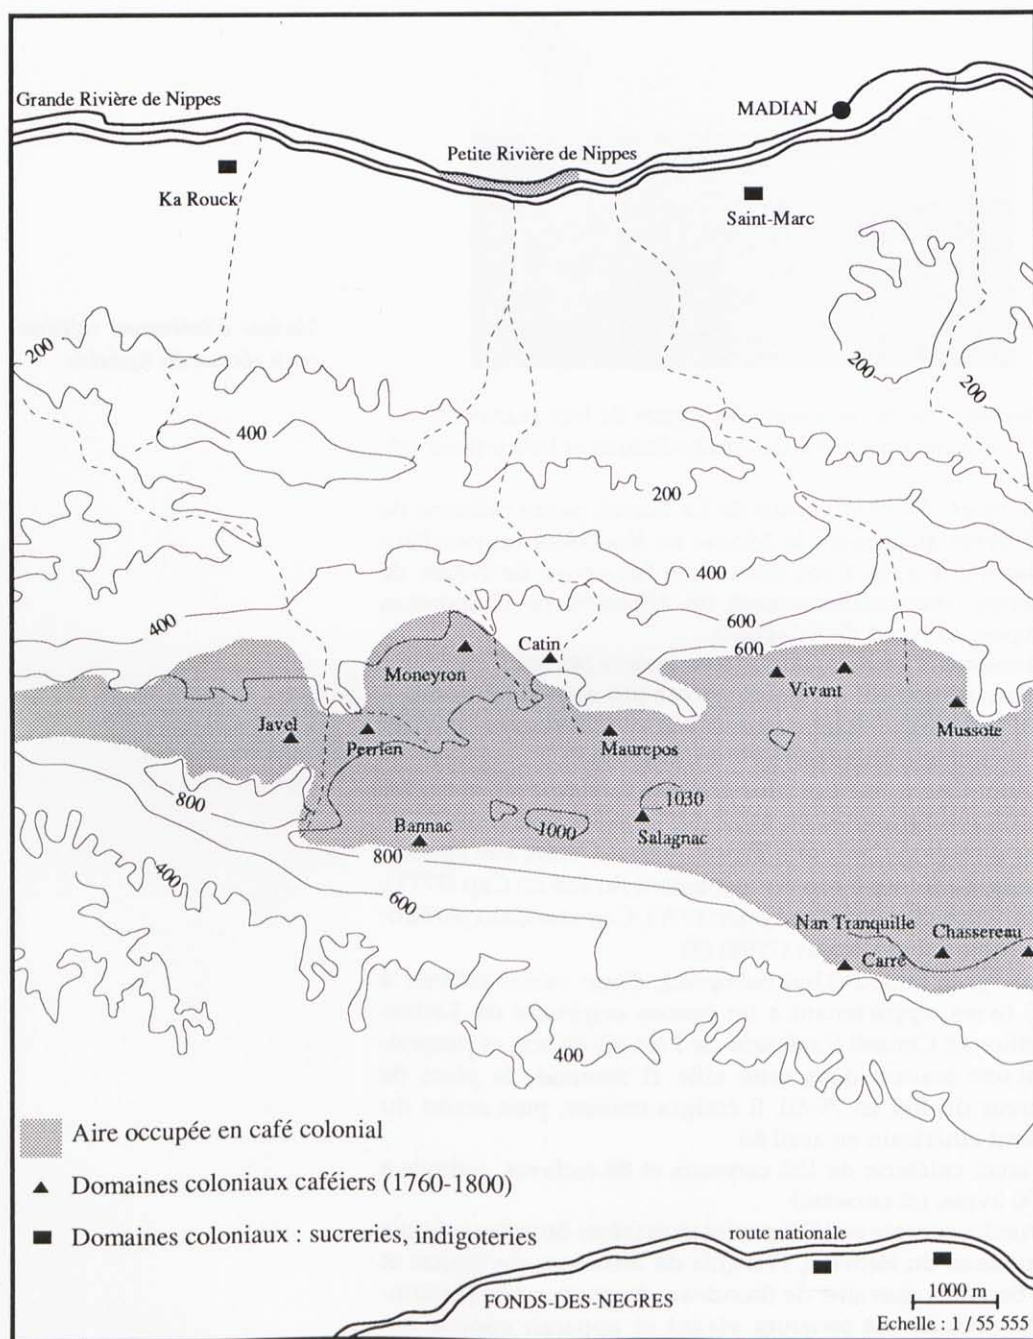 Grande Rivière de Nippes
MADIAN
Petite Rivière de Nippes
Ka Rouck
Saint-Marc
200
200
200
400
200
400
400
600
600
Catin
Moneyron
Vivant
Javel
Perrien
Maurepos
Mussote
800
1030
1000
Bannac
Salagnac
800
400
600
Nan Tranquille
Chassereau
Carré
400
Aire occupée en café colonial
Domaines coloniaux caféiers (1760-1800)
Domaines coloniaux : sucreries, indigoteries
route nationale
FONDS-DES-NEGRES
1000 m
Echelle : 1 / 55 555